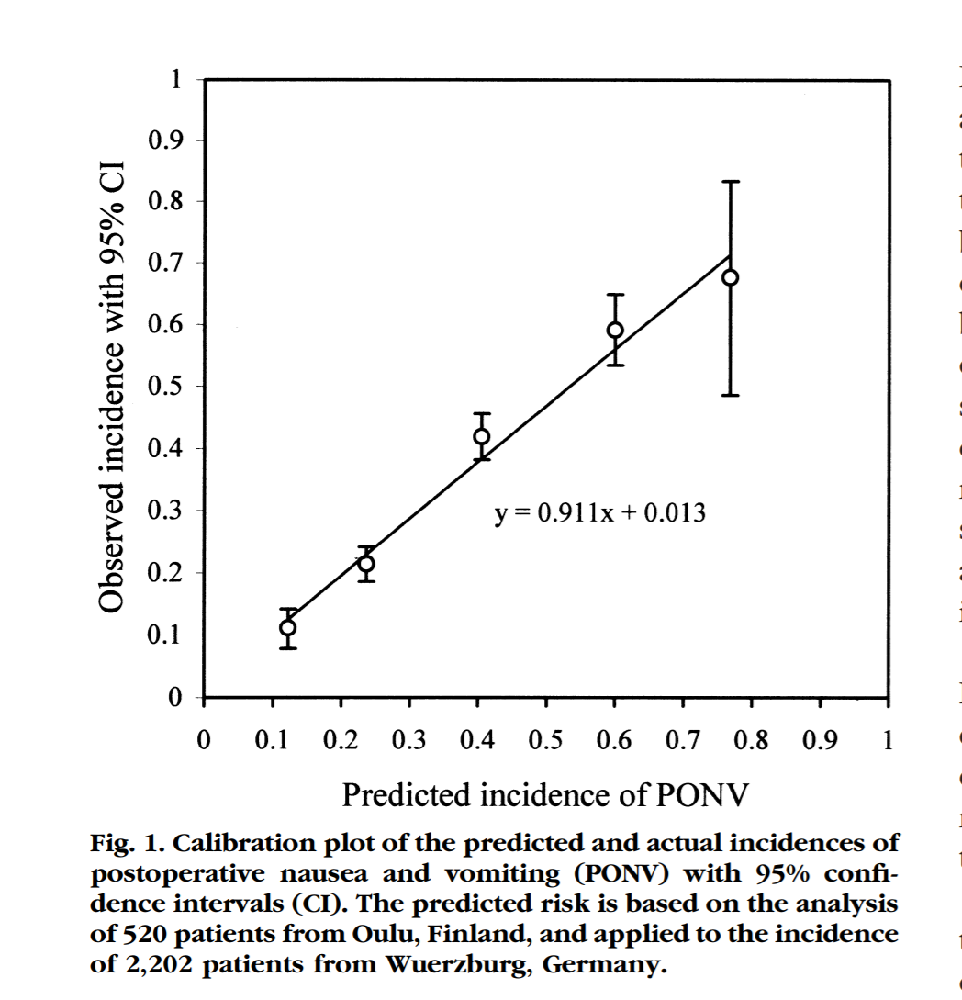 1
0.9
0.8
0.7
0.6
0.5
0.4
0.3
0.2
0.1
0
Observed incidence with 95% CI
y = 0.911x + 0.013
0 0.1 0.2 0.3 0.4 0.5 0.6 0.7 0.8 0.9 1
Predicted incidence of PONV
Fig. 1. Calibration plot of the predicted and actual incidences of
postoperative nausea and vomiting (PONV) with 95% confi-
dence intervals (CI). The predicted risk is based on the analysis
of 520 patients from Oulu, Finland, and applied to the incidence
of 2,202 patients from Wuerzburg, Germany.